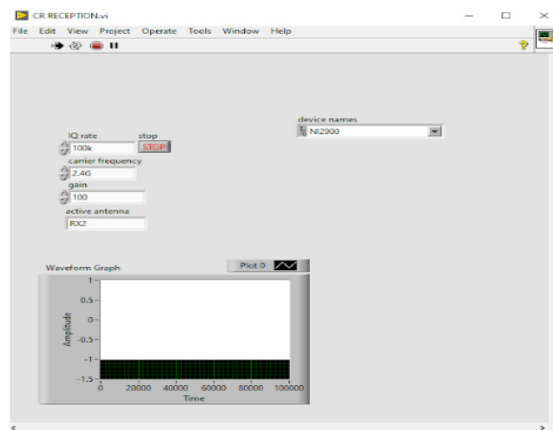 CR RECEPTION.vi
File Edit View Project Operate Tools Window Help
device names
NI2900
IQ rate stop
100k STOP
carrier frequency
2.4G
gain
100
active antenna
RX2
Waveform Graph Plot 0
Amplitude
1
0.5
0
-0.5
-1
-1.5
0 20000 40000 60000 80000 100000
Time